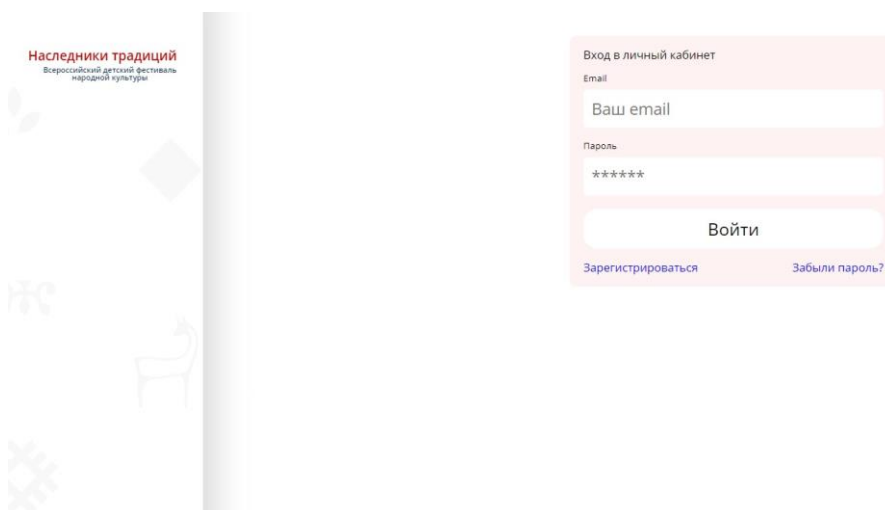 Наследники традиций
Всероссийский детский фестиваль
народной культуры
Вход в личный кабинет
Email
Ваш email
Пароль
******
Войти
Зарегистрироваться
Забыли пароль?